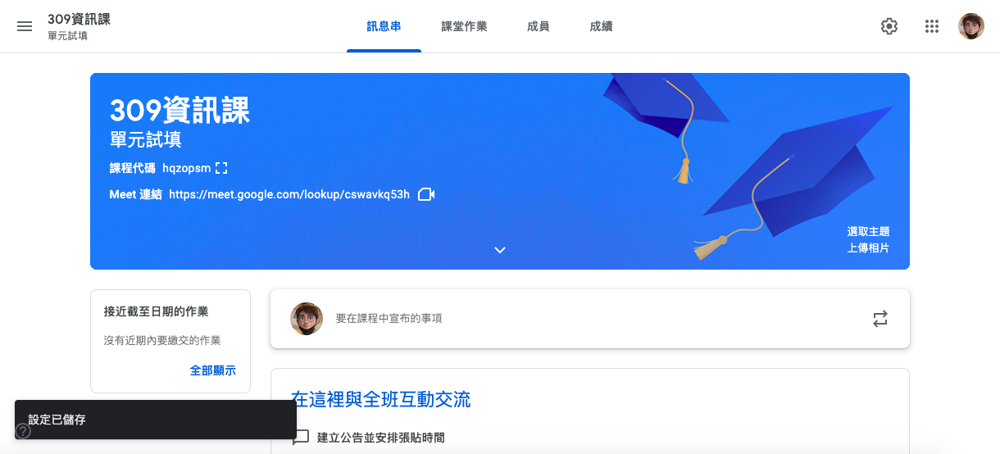 309資訊課
單元試填
訊息串
課堂作業
成員
成績
309資訊課
單元試填
課程代碼 hqzopsm
Meet 連結 https://meet.google.com/lookup/cswavkq53h
選取主題
上傳相片
接近截至日期的作業
沒有近期內要繳交的作業
全部顯示
要在課程中宣布的事項
在這裡與全班互動交流
建立公告並安排張貼時間
設定已儲存